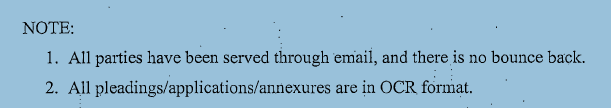 NOTE:
1. All parties have been served through email, and there is no bounce back.
2. All pleadings/applications/annexures are in OCR format.